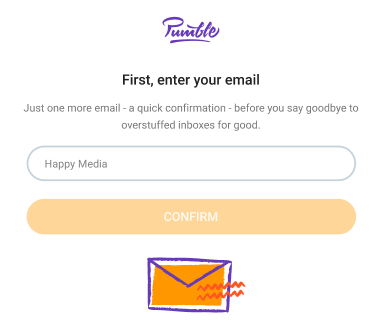 Pumble
First, enter your email
Just one more email - a quick confirmation - before you say goodbye to
overstuffed inboxes for good.
Happy Media
CONFIRM